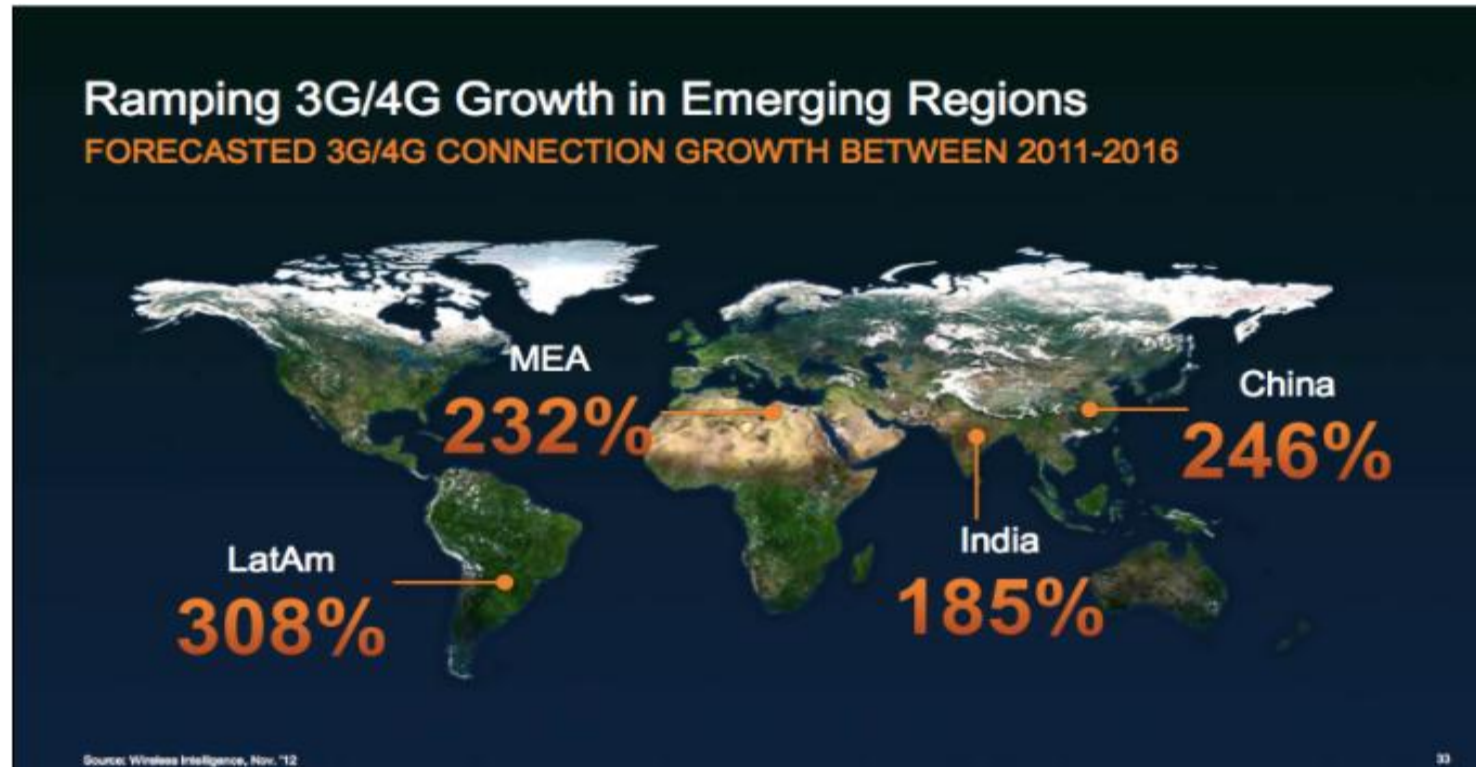 Ramping 3G/4G Growth in Emerging Regions
FORECASTED 3G/4G CONNECTION GROWTH BETWEEN 2011-2016
MEA
232%
China
246%
LatAm
308%
India
185%
Source: Wireless Intelligence, Nov. '12
33